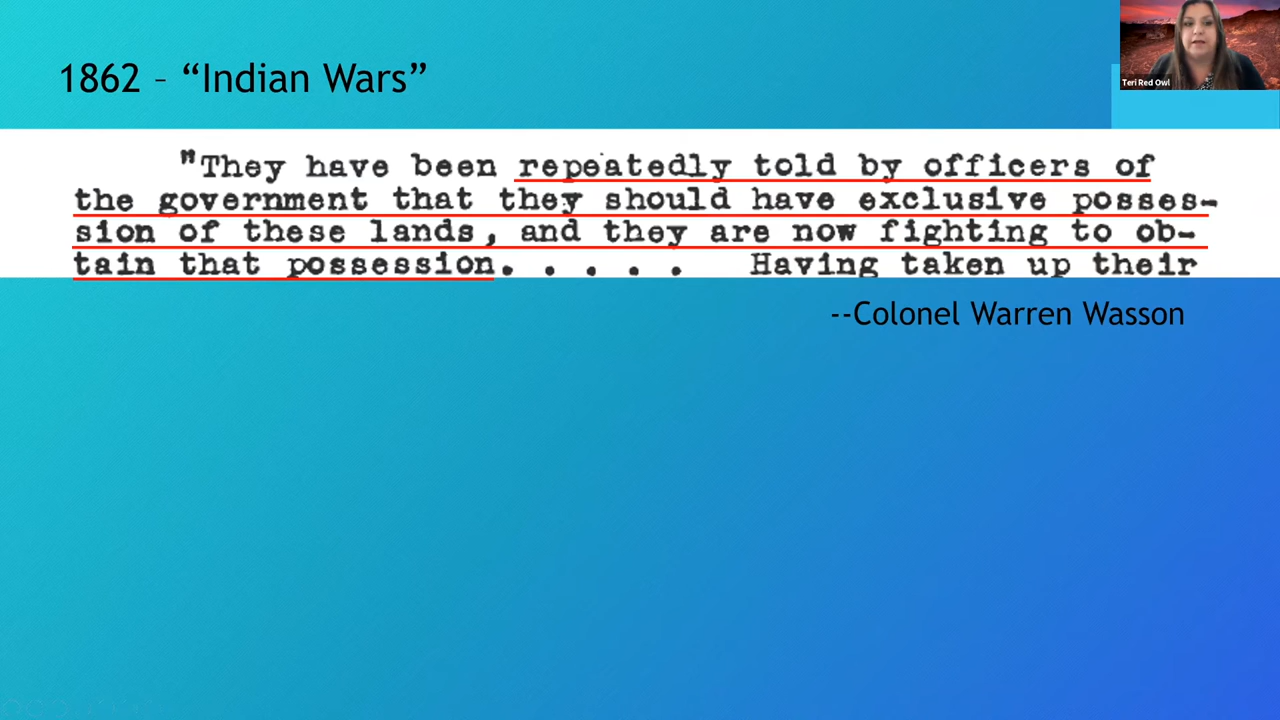 1862 – “Indian Wars”
Teri Red Owl
"They have been repeatedly told by officers of
the government that they should have exclusive posses-
sion of these lands, and they are now fighting to ob-
tain that possession. . . . . Having taken up their
--Colonel Warren Wasson